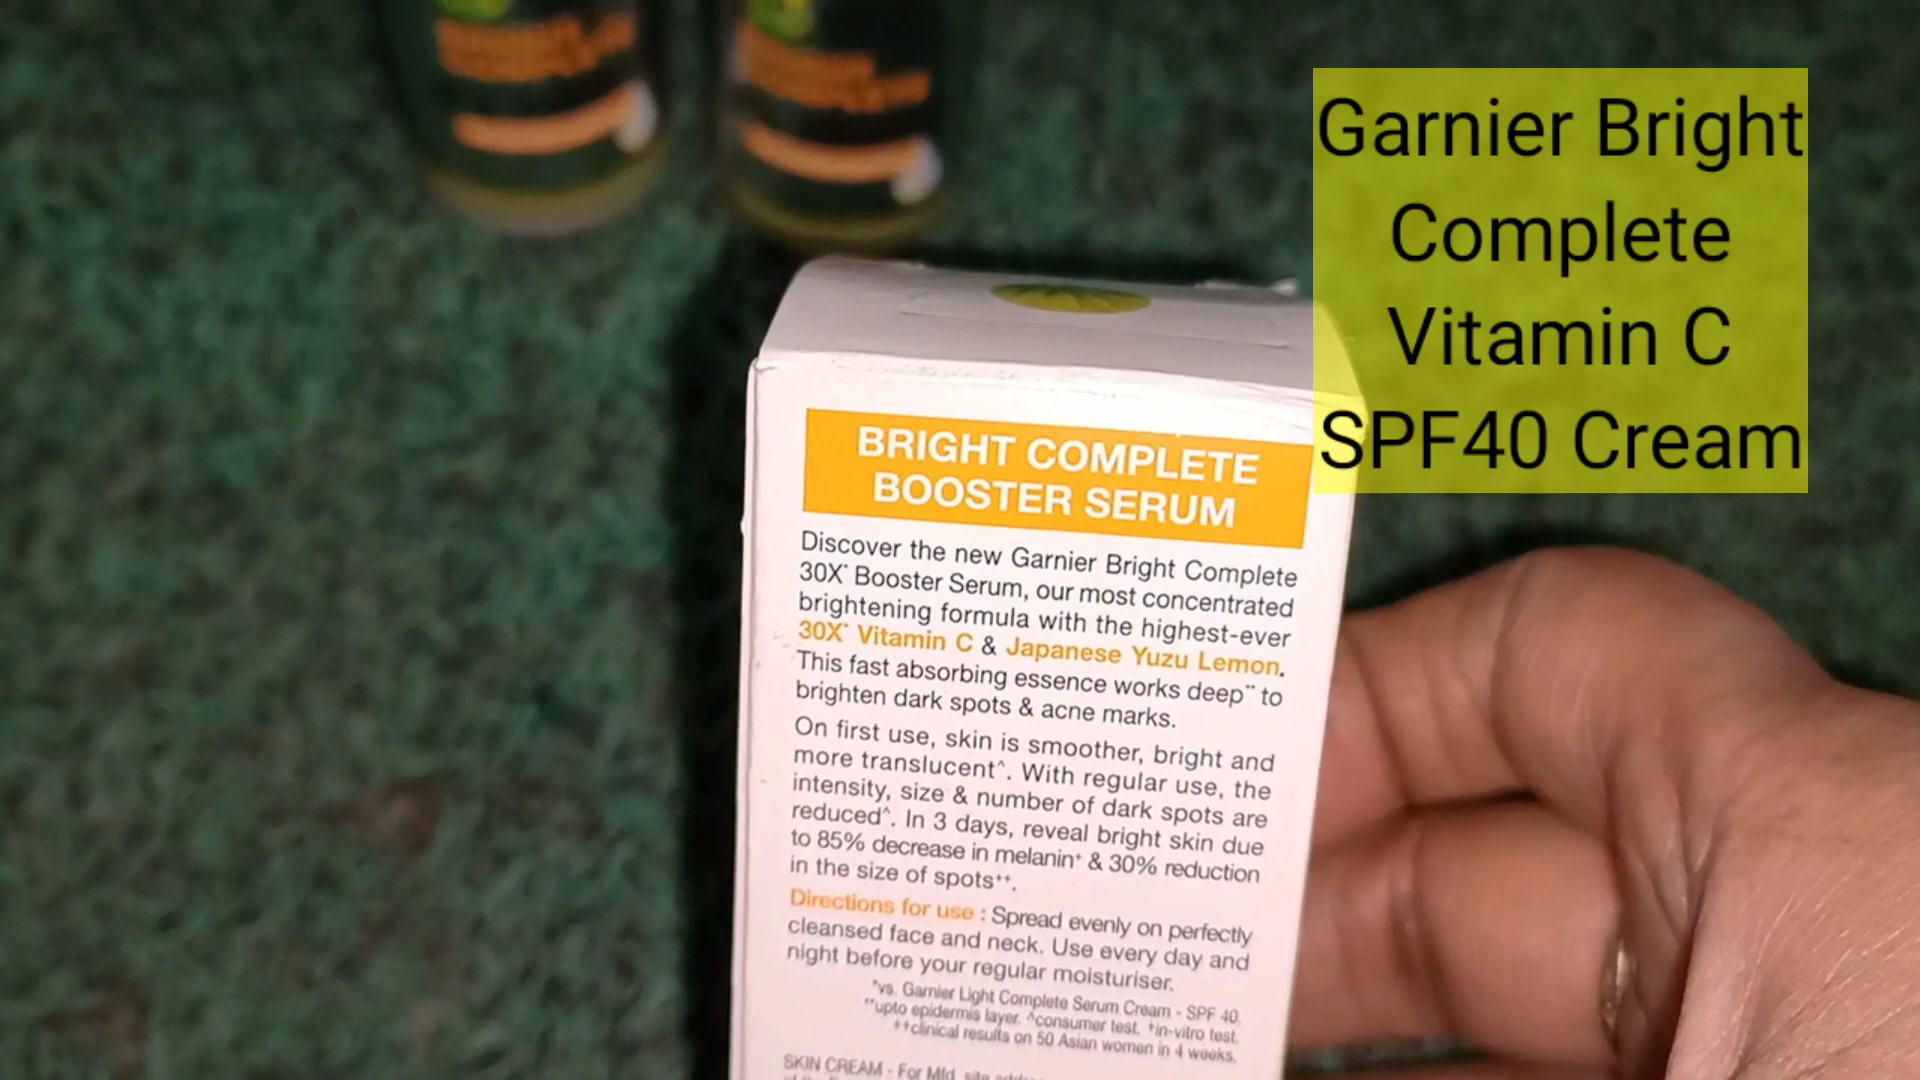 Garnier Bright
Complete
Vitamin C
SPF40 Cream
BRIGHT COMPLETE
BOOSTER SERUM
Discover the new Garnier Bright Complete
30X* Booster Serum, our most concentrated
brightening formula with the highest-ever
30X* Vitamin C & Japanese Yuzu Lemon.
This fast absorbing essence works deep** to
brighten dark spots & acne marks.
On first use, skin is smoother, bright and
more translucent^. With regular use, the
intensity, size & number of dark spots are
reduced^. In 3 days, reveal bright skin due
to 85% decrease in melanin+ & 30% reduction
in the size of spots++.
Directions for use : Spread evenly on perfectly
cleansed face and neck. Use every day and
night before your regular moisturiser.
*vs. Garnier Light Complete Serum Cream - SPF 40.
**upto epidermis layer. ^consumer test. +in-vitro test.
++clinical results on 50 Asian women in 4 weeks.
SKIN CREAM - For Mfd. site